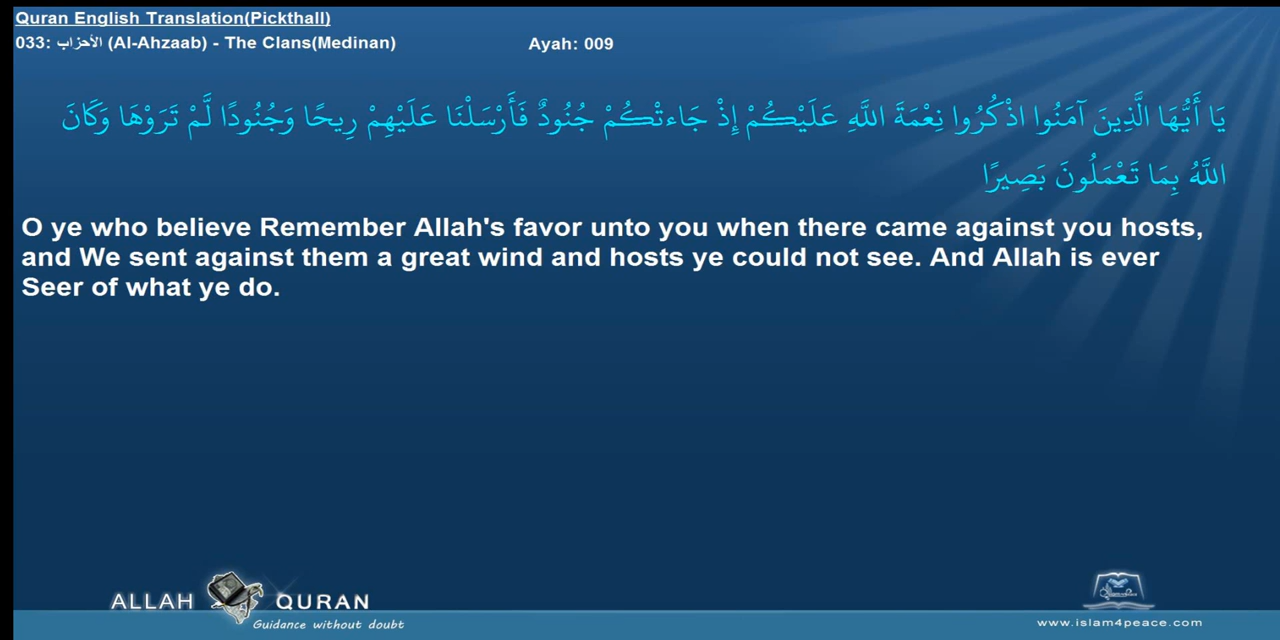 Quran English Translation(Pickthall)
033: الأحزاب (Al-Ahzaab) - The Clans(Medinan)
Ayah: 009
يَا أَيُّهَا الَّذِينَ آمَنُوا اذْكُرُوا نِعْمَةَ اللَّهِ عَلَيْكُمْ إِذْ جَاءَتْكُمْ جُنُودٌ فَأَرْسَلْنَا عَلَيْهِمْ رِيحًا وَجُنُودًا لَّمْ تَرَوْهَا وَكَانَ
اللَّهُ بِمَا تَعْمَلُونَ بَصِيرًا
O ye who believe Remember Allah's favor unto you when there came against you hosts,
and We sent against them a great wind and hosts ye could not see. And Allah is ever
Seer of what ye do.
ALLAH QURAN
Guidance without doubt
www.islam4peace.com